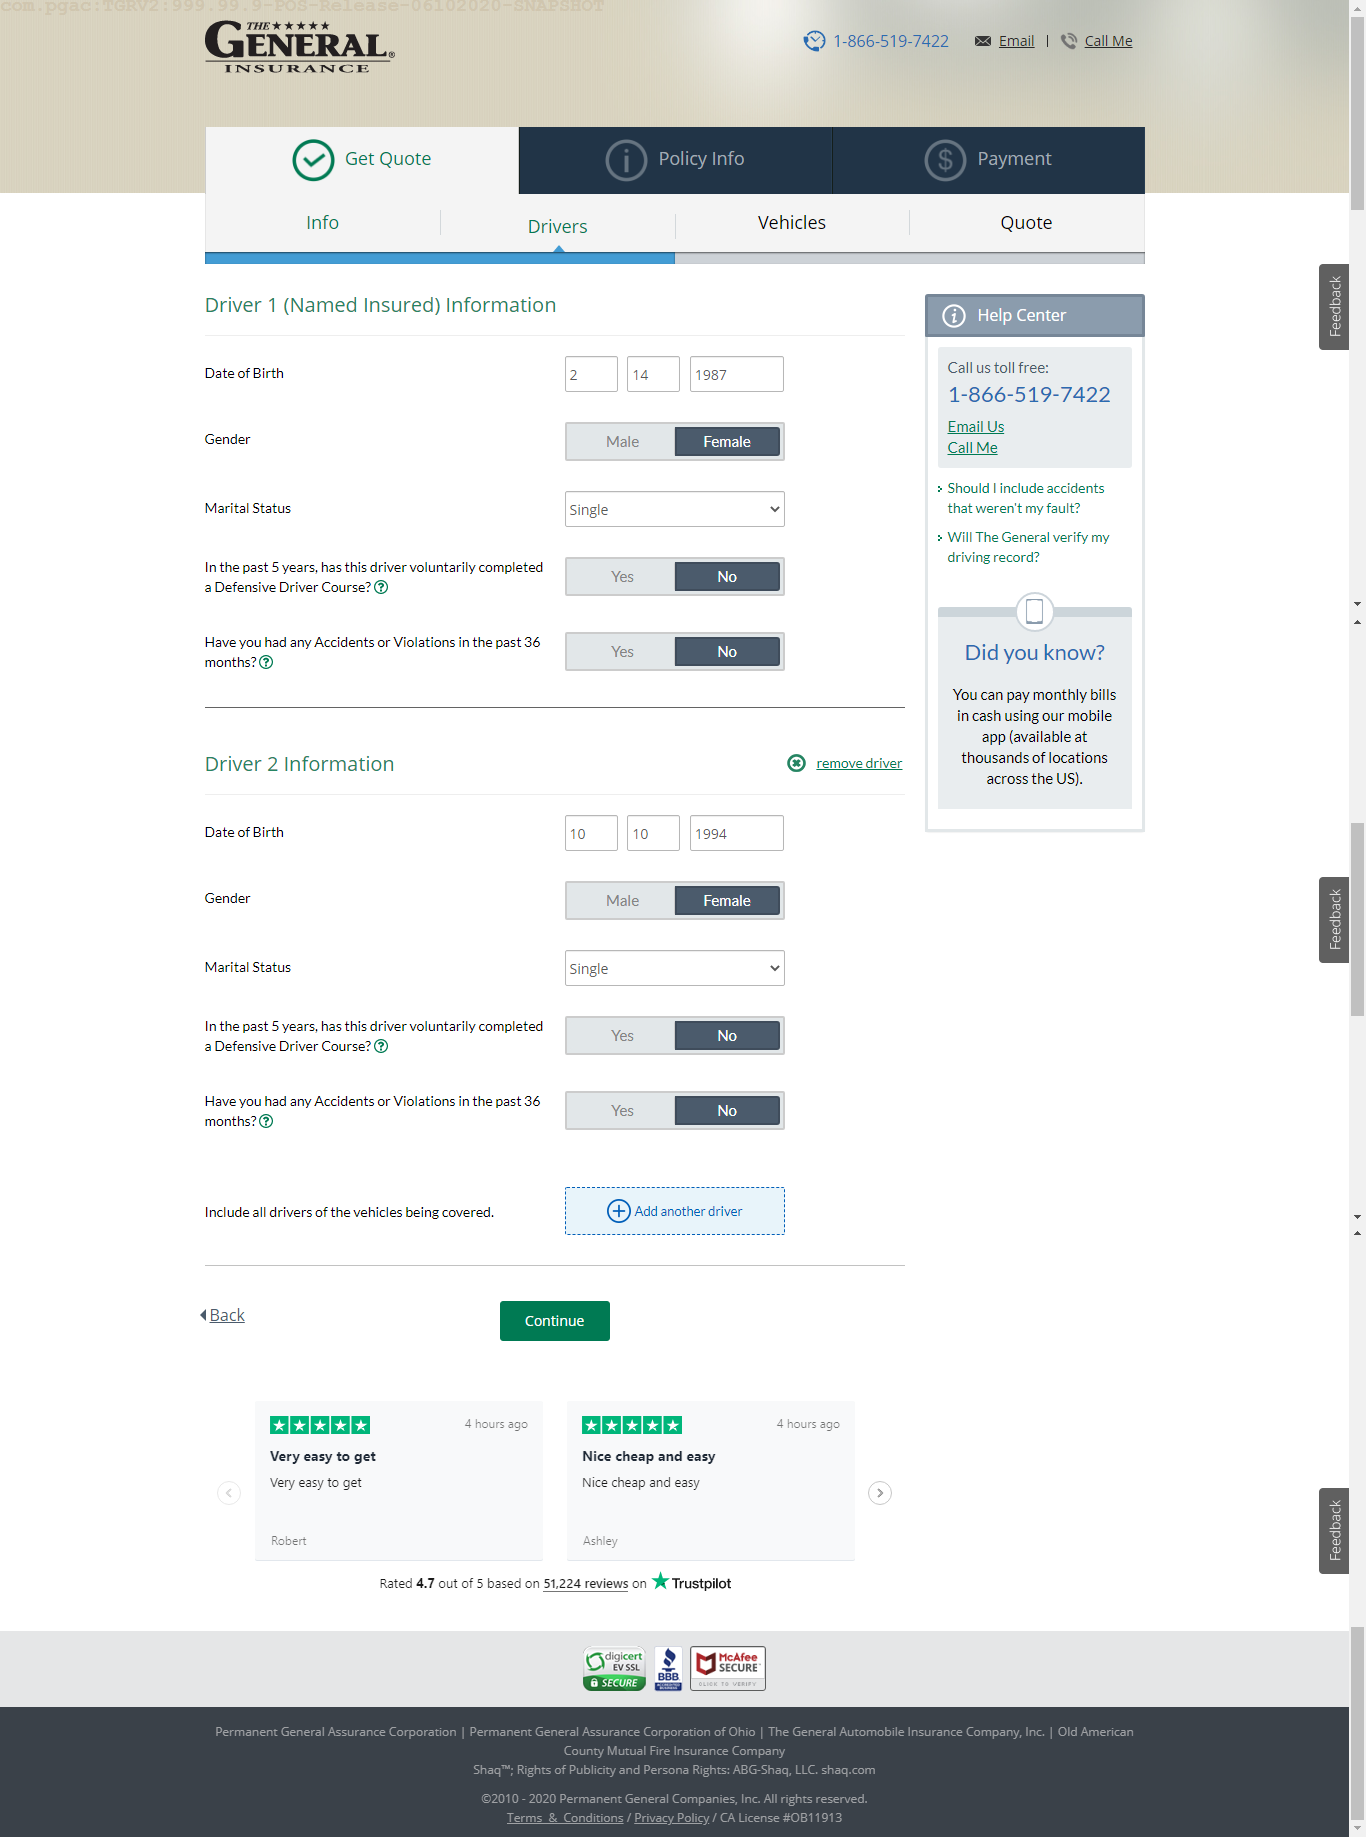 com.pgac:TGRV2:999.99.9-POS-Release-06102020-SNAPSHOT
THE
GENERAL®
INSURANCE
1-866-519-7422
Email | Call Me
Get Quote
Policy Info
Payment
Info
Drivers
Vehicles
Quote
Driver 1 (Named Insured) Information
Date of Birth
2 14 1987
Gender
Male Female
Marital Status
Single
In the past 5 years, has this driver voluntarily completed
a Defensive Driver Course?
Yes No
Have you had any Accidents or Violations in the past 36
months?
Yes No
Driver 2 Information
remove driver
Date of Birth
10 10 1994
Gender
Male Female
Marital Status
Single
In the past 5 years, has this driver voluntarily completed
a Defensive Driver Course?
Yes No
Have you had any Accidents or Violations in the past 36
months?
Yes No
Include all drivers of the vehicles being covered.
Add another driver
Back
Continue
Help Center
Call us toll free:
1-866-519-7422
Email Us
Call Me
Should I include accidents
that weren't my fault?
Will The General verify my
driving record?
Did you know?
You can pay monthly bills
in cash using our mobile
app (available at
thousands of locations
across the US).
Feedback
Feedback
Feedback
4 hours ago
Very easy to get
Very easy to get
Robert
4 hours ago
Nice cheap and easy
Nice cheap and easy
Ashley
Rated 4.7 out of 5 based on 51,224 reviews on Trustpilot
digicert
EV SSL
SECURE
BBB
ACCREDITED
BUSINESS
McAfee
SECURE
CLICK TO VERIFY
Permanent General Assurance Corporation | Permanent General Assurance Corporation of Ohio | The General Automobile Insurance Company, Inc. | Old American
County Mutual Fire Insurance Company
Shaq™; Rights of Publicity and Persona Rights: ABG-Shaq, LLC. shaq.com
©2010 - 2020 Permanent General Companies, Inc. All rights reserved.
Terms & Conditions / Privacy Policy / CA License #OB11913